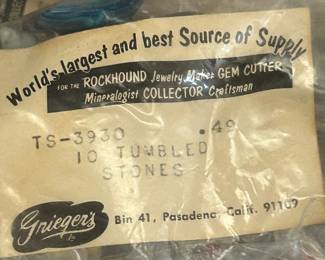 World's largest and best Source of Supply
FOR THE ROCKHOUND Jewelry Maker GEM CUTTER
Mineralogist COLLECTOR Craftsman
TS-3930 .49
10 TUMBLED
STONES
Grieger's
Bin 41, Pasadena, Calif. 91109